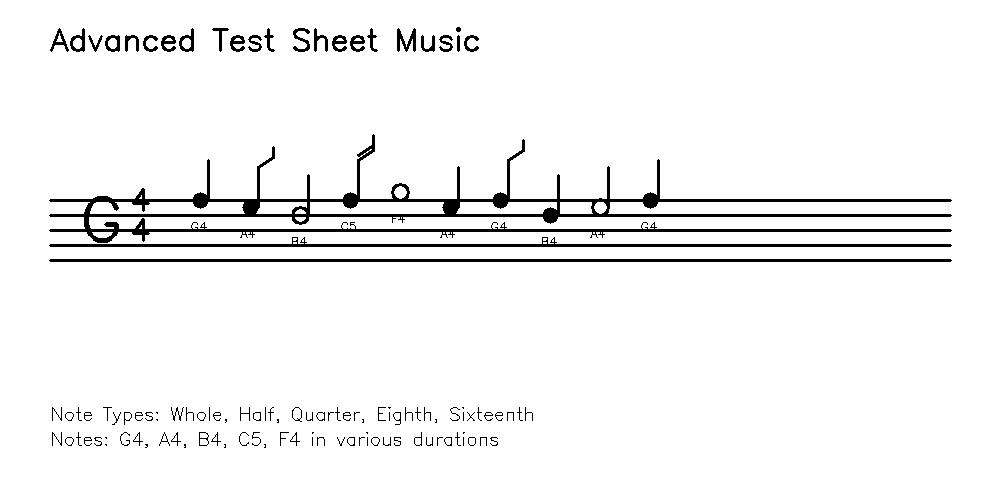 Advanced Test Sheet Music
G 4
4
G4 A4 B4 C5 F4 A4 G4 B4 A4 G4
Note Types: Whole, Half, Quarter, Eighth, Sixteenth
Notes: G4, A4, B4, C5, F4 in various durations